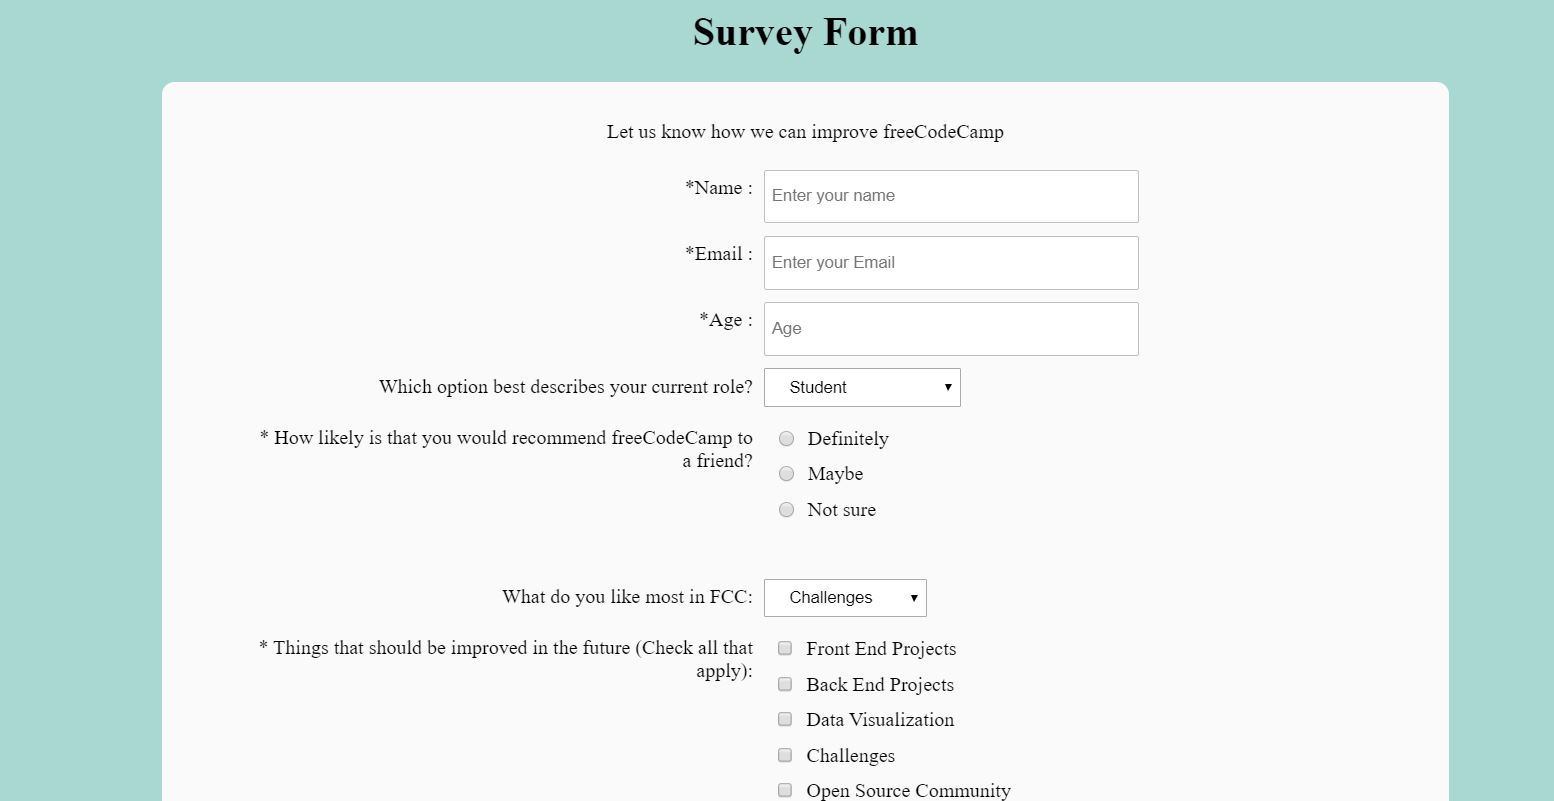 Survey Form
Let us know how we can improve freeCodeCamp
*Name : Enter your name
*Email : Enter your Email
*Age : Age
Which option best describes your current role? Student
* How likely is that you would recommend freeCodeCamp to
a friend?
Definitely
Maybe
Not sure
What do you like most in FCC: Challenges
* Things that should be improved in the future (Check all that
apply):
Front End Projects
Back End Projects
Data Visualization
Challenges
Open Source Community